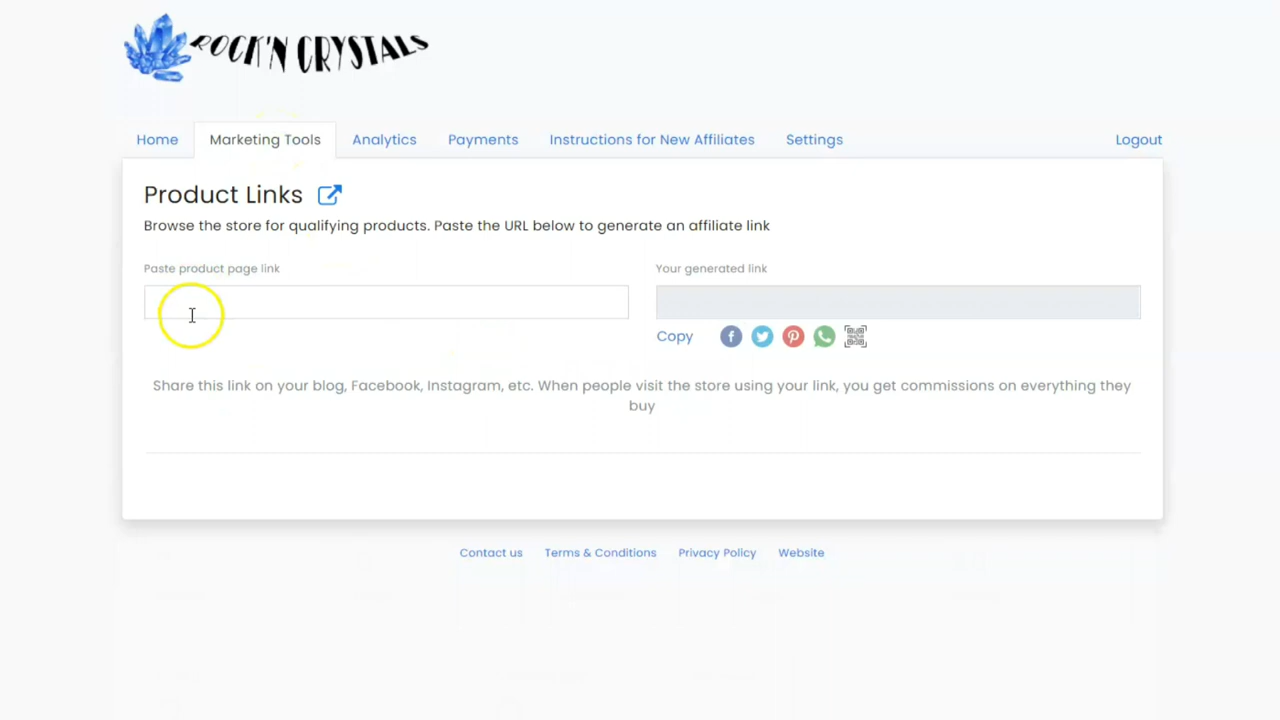 ROCK'N CRYSTALS
Home Marketing Tools Analytics Payments Instructions for New Affiliates Settings Logout
Product Links
Browse the store for qualifying products. Paste the URL below to generate an affiliate link
Paste product page link Your generated link
Copy
Share this link on your blog, Facebook, Instagram, etc. When people visit the store using your link, you get commissions on everything they
buy
Contact us Terms & Conditions Privacy Policy Website